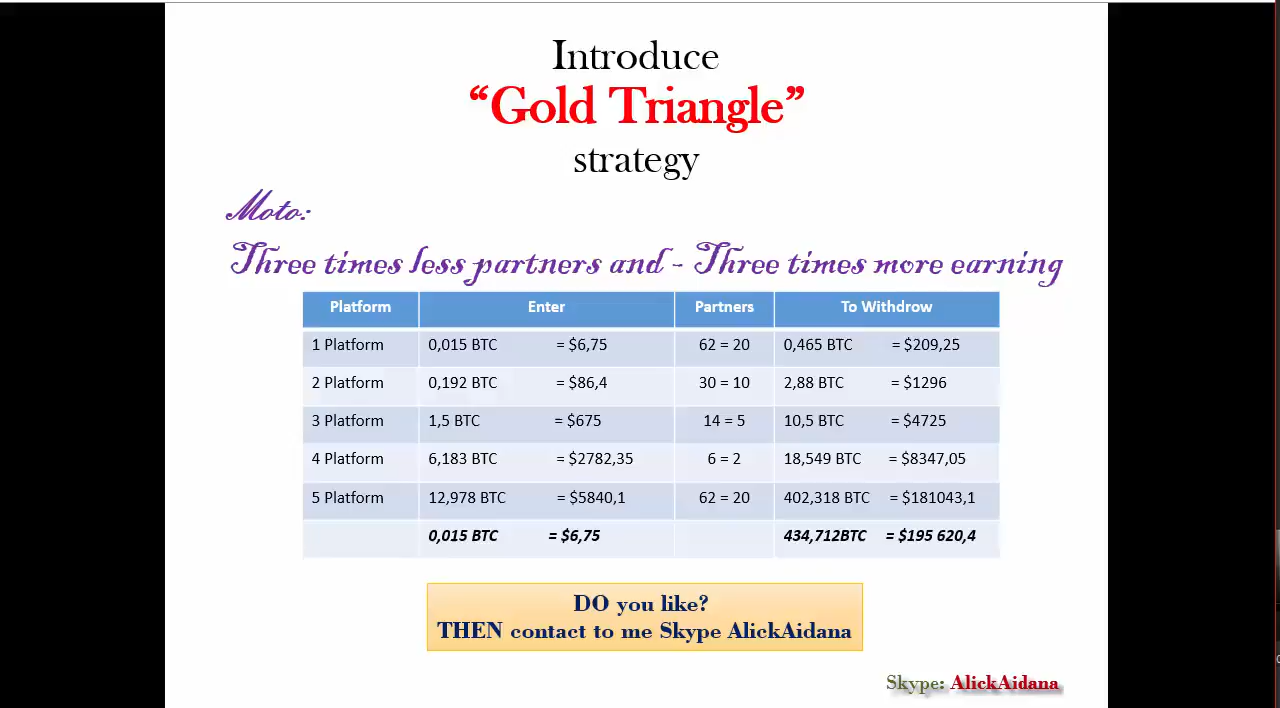 Introduce
“Gold Triangle”
strategy
Moto:
Three times less partners and - Three times more earning
Platform Enter Partners To Withdrow
1 Platform 0,015 BTC = $6,75 62 = 20 0,465 BTC = $209,25
2 Platform 0,192 BTC = $86,4 30 = 10 2,88 BTC = $1296
3 Platform 1,5 BTC = $675 14 = 5 10,5 BTC = $4725
4 Platform 6,183 BTC = $2782,35 6 = 2 18,549 BTC = $8347,05
5 Platform 12,978 BTC = $5840,1 62 = 20 402,318 BTC = $181043,1
0,015 BTC = $6,75 434,712BTC = $195 620,4
DO you like?
THEN contact to me Skype AlickAidana
Skype: AlickAidana